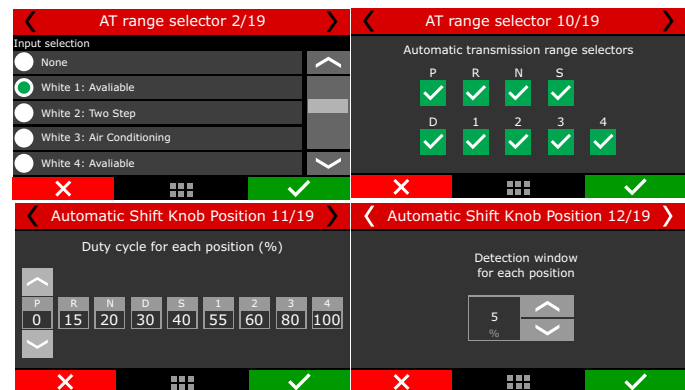 AT range selector 2/19
Input selection
None
White 1: Avaliable
White 2: Two Step
White 3: Air Conditioning
White 4: Avaliable
AT range selector 10/19
Automatic transmission range selectors
P R N S
D 1 2 3 4
Automatic Shift Knob Position 11/19
Duty cycle for each position (%)
P R N D S 1 2 3 4
0 15 20 30 40 55 60 80 100
Automatic Shift Knob Position 12/19
Detection window
for each position
5
%